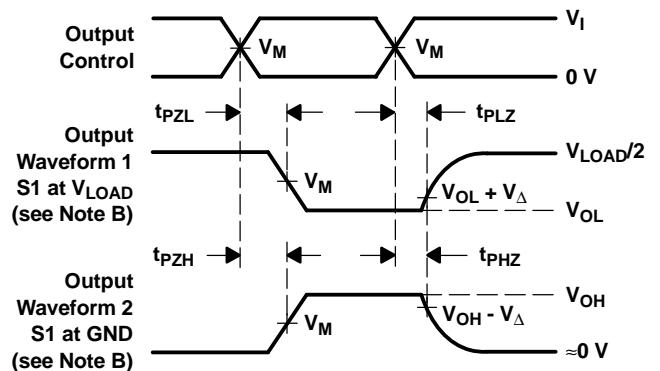 Output
Control
V_M
V_M
V_I
0 V
t_PZL
t_PLZ
Output
Waveform 1
S1 at V_LOAD
(see Note B)
V_M
V_LOAD/2
V_OL + V_Δ
V_OL
t_PZH
t_PHZ
Output
Waveform 2
S1 at GND
(see Note B)
V_M
V_OH
V_OH - V_Δ
≈0 V